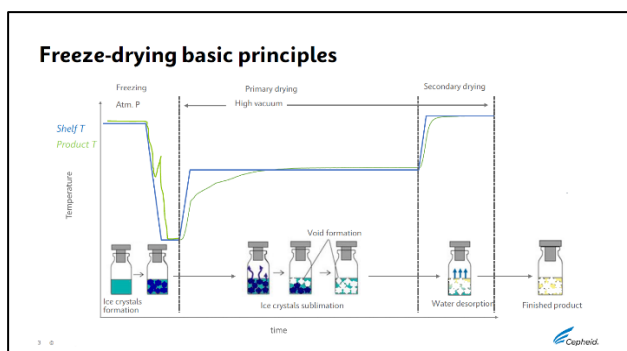 Freeze-drying basic principles
Freezing
Primary drying
Secondary drying
Atm. P
High vacuum
Shelf T
Product T
Temperature
Void formation
Ice crystals
formation
Ice crystals sublimation
Water desorption
Finished product
time
3
Cepheid.